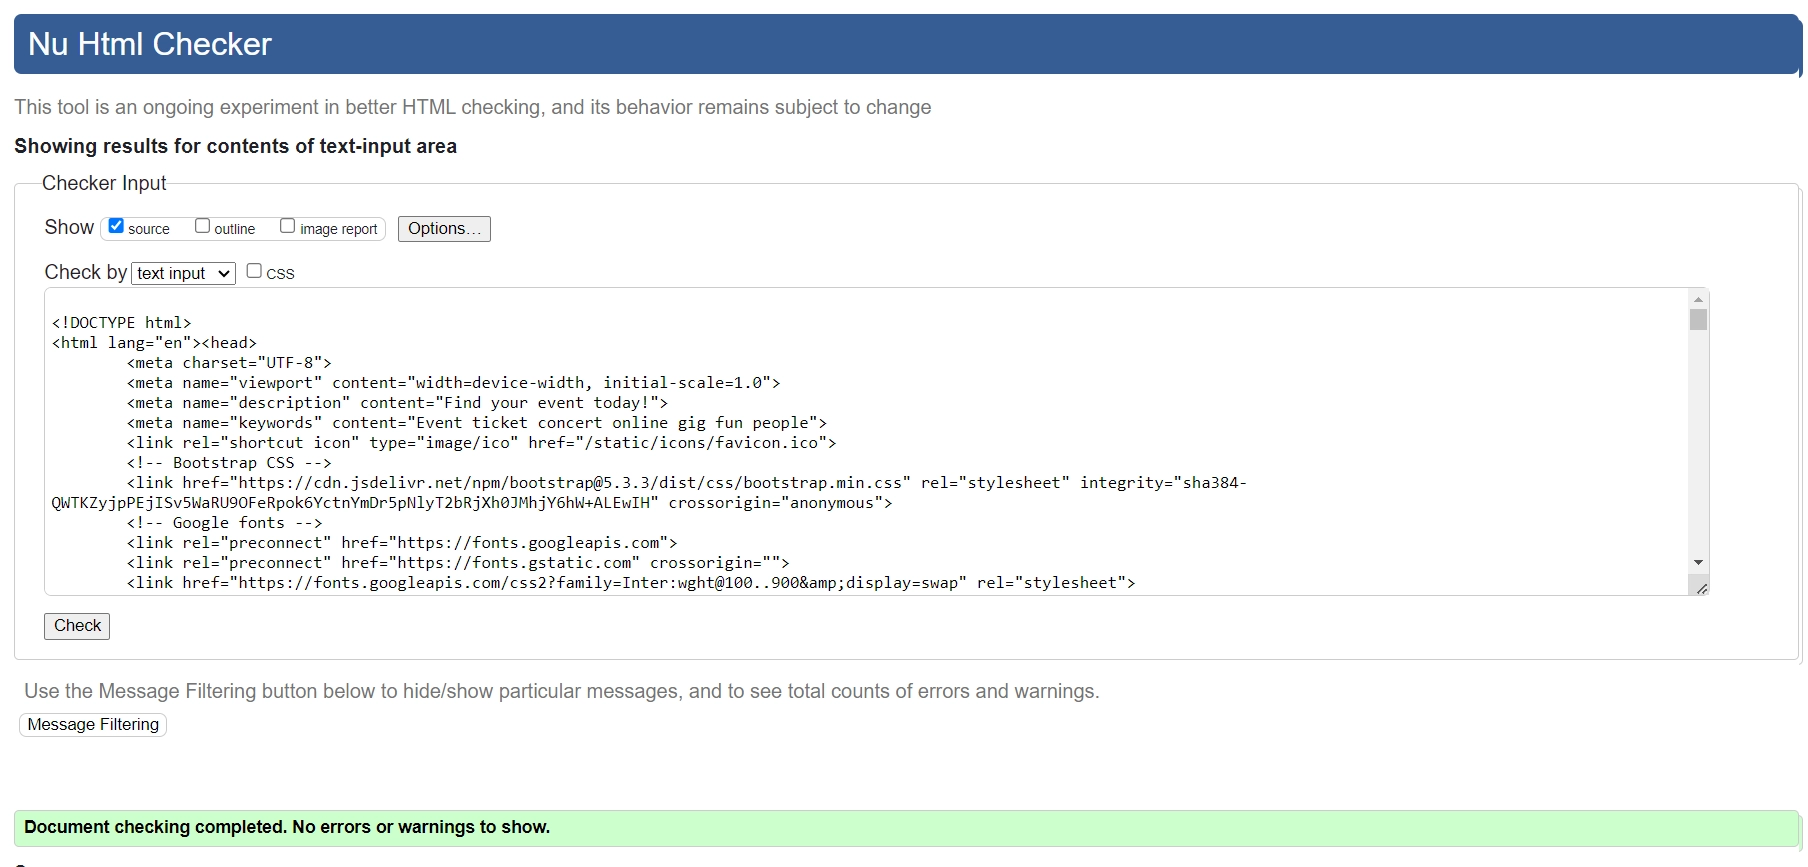 Nu Html Checker
This tool is an ongoing experiment in better HTML checking, and its behavior remains subject to change
Showing results for contents of text-input area
Checker Input
Show source outline image report Options...
Check by text input CSS
<!DOCTYPE html>
<html lang="en"><head>
<meta charset="UTF-8">
<meta name="viewport" content="width=device-width, initial-scale=1.0">
<meta name="description" content="Find your event today!">
<meta name="keywords" content="Event ticket concert online gig fun people">
<link rel="shortcut icon" type="image/ico" href="/static/icons/favicon.ico">
<!-- Bootstrap CSS -->
<link href="https://cdn.jsdelivr.net/npm/bootstrap@5.3.3/dist/css/bootstrap.min.css" rel="stylesheet" integrity="sha384-
QWTKZyjpPEjISv5WaRU9OFeRpok6YctnYmDr5pNlyT2bRjXh0JMhjY6hW+ALEwIH" crossorigin="anonymous">
<!-- Google fonts -->
<link rel="preconnect" href="https://fonts.googleapis.com">
<link rel="preconnect" href="https://fonts.gstatic.com" crossorigin="">
<link href="https://fonts.googleapis.com/css2?family=Inter:wght@100..900&amp;display=swap" rel="stylesheet">
Check
Use the Message Filtering button below to hide/show particular messages, and to see total counts of errors and warnings.
Message Filtering
Document checking completed. No errors or warnings to show.